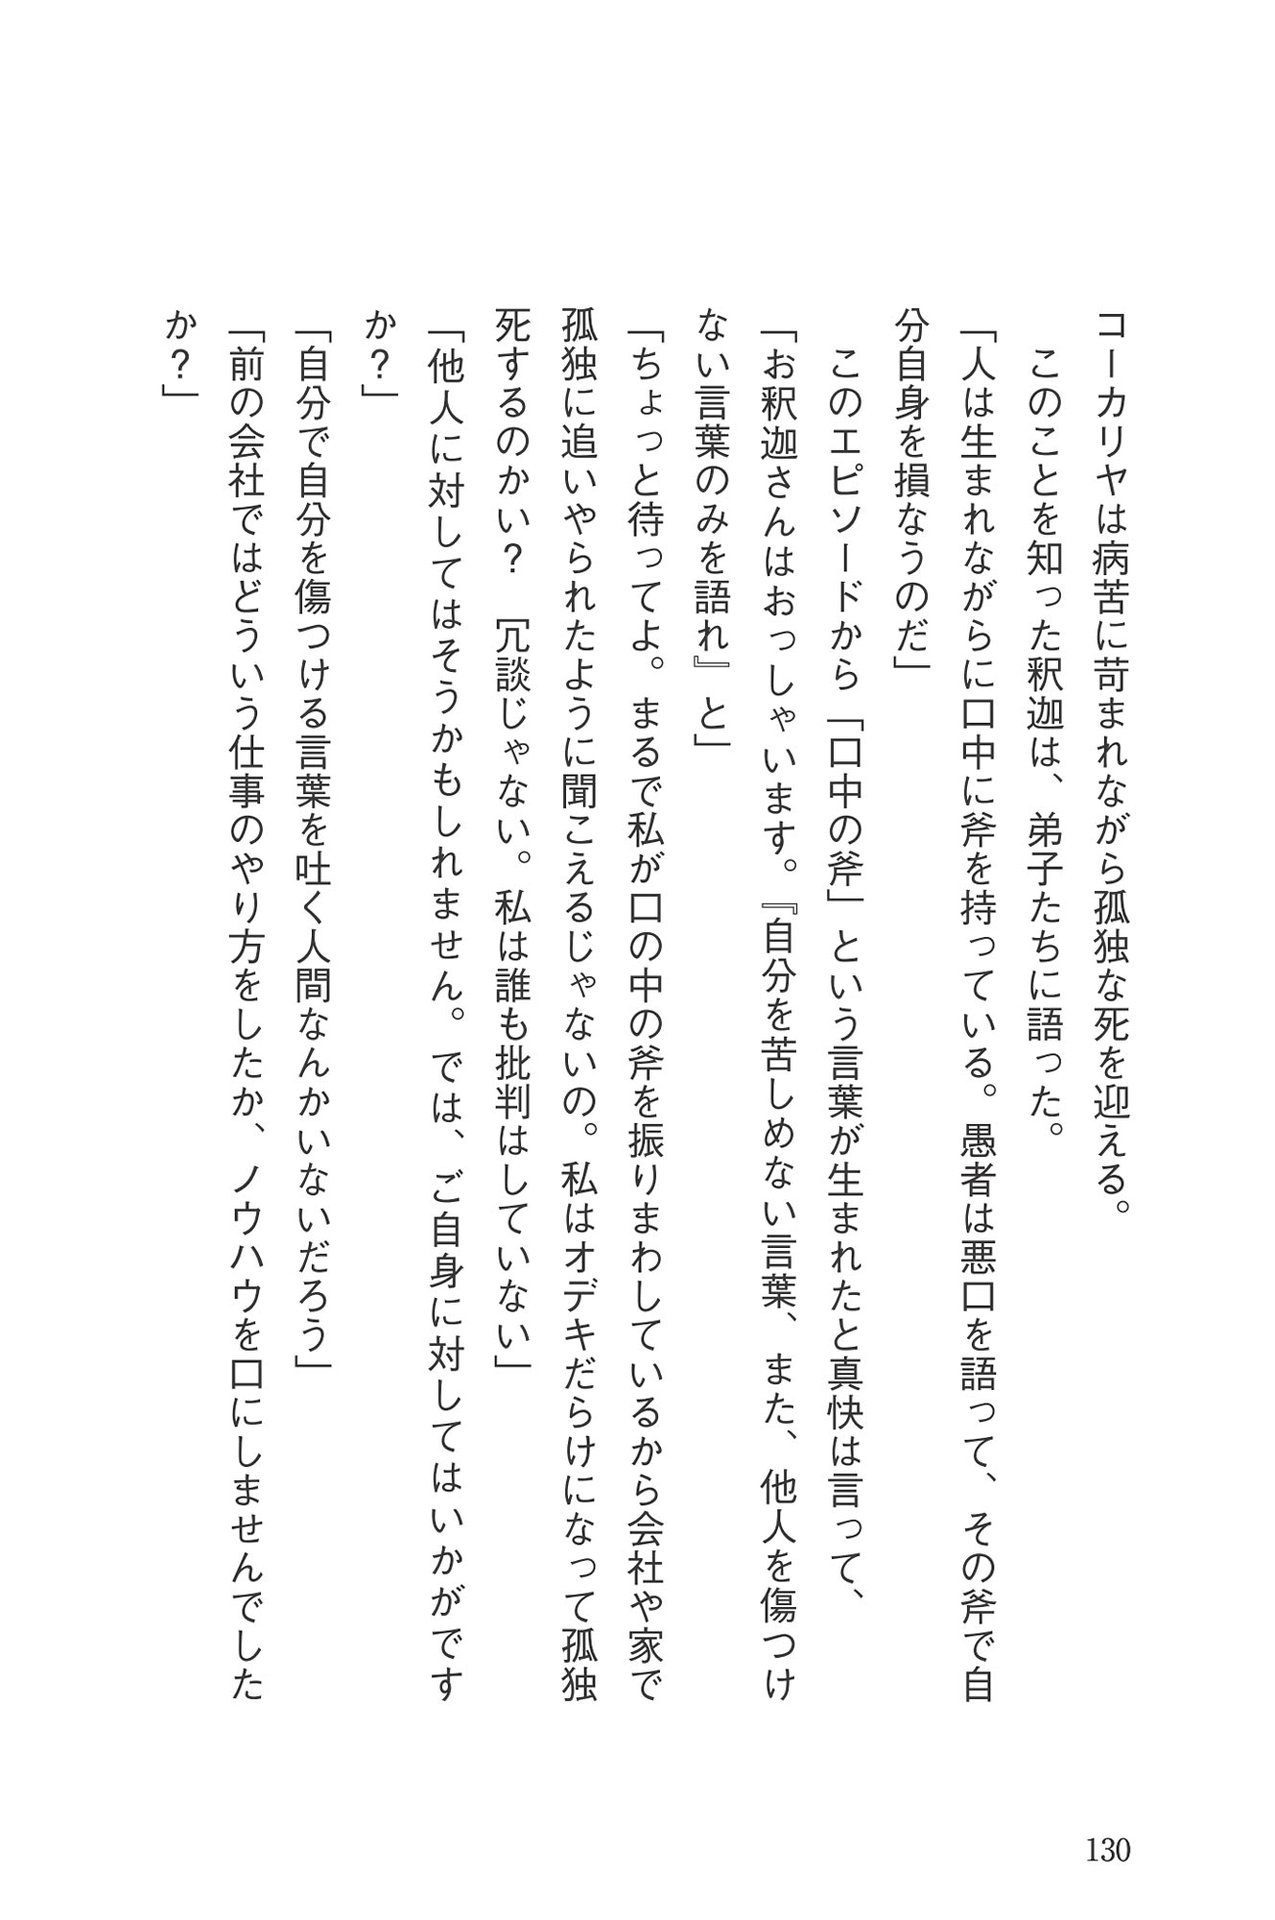 コーカリヤは病苦に苛まれながら孤独な死を迎える。
　このことを知った釈迦は、弟子たちに語った。
「人は生まれながらに口中に斧を持っている。愚者は悪口を語って、その斧で自
分自身を損なうのだ」
　このエピソードから「口中の斧」という言葉が生まれたと真快は言って、
「お釈迦さんはおっしゃいます。『自分を苦しめない言葉、また、他人を傷つけ
ない言葉のみを語れ』と」
「ちょっと待ってよ。まるで私が口の中の斧を振りまわしているから会社や家で
孤独に追いやられたように聞こえるじゃないの。私はオデキだらけになって孤独
死するのかい？　冗談じゃない。私は誰も批判はしていない」
「他人に対してはそうかもしれません。では、ご自身に対してはいかがです
か？」
「自分で自分を傷つける言葉を吐く人間なんかいないだろう」
「前の会社ではどういう仕事のやり方をしたか、ノウハウを口にしませんでした
か？」
130